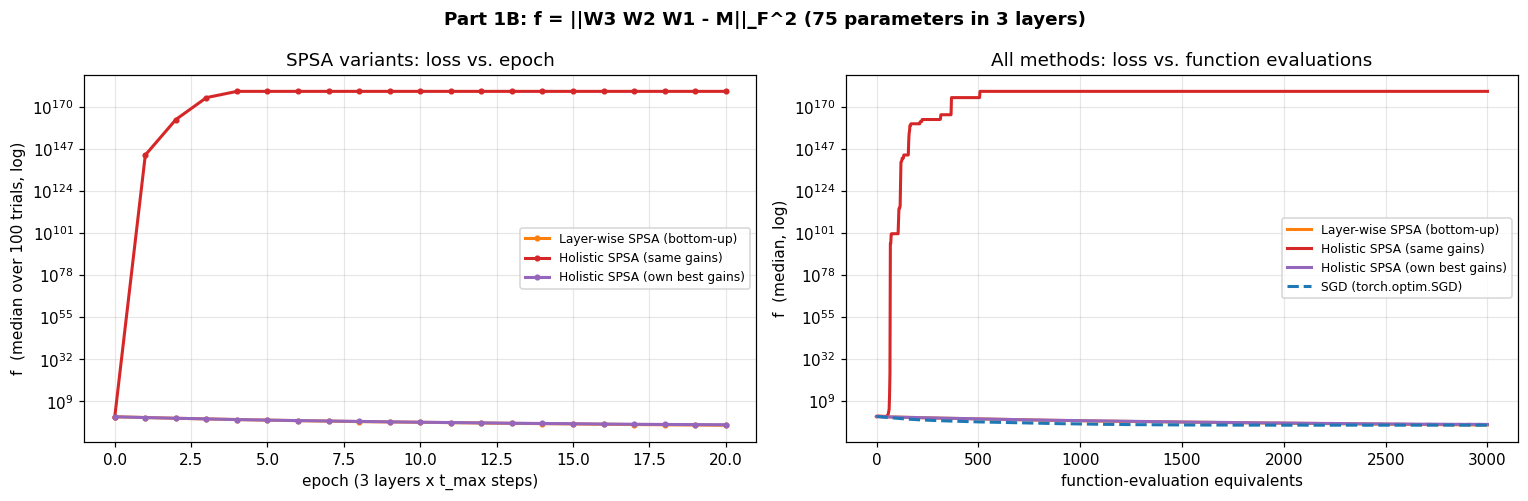 Part 1B: f = ||W3 W2 W1 - M||_F^2 (75 parameters in 3 layers)
SPSA variants: loss vs. epoch
f (median over 100 trials, log)
10^170
10^147
10^124
10^101
10^78
10^55
10^32
10^9
Layer-wise SPSA (bottom-up)
Holistic SPSA (same gains)
Holistic SPSA (own best gains)
0.0 2.5 5.0 7.5 10.0 12.5 15.0 17.5 20.0
epoch (3 layers x t_max steps)
All methods: loss vs. function evaluations
f (median, log)
10^170
10^147
10^124
10^101
10^78
10^55
10^32
10^9
Layer-wise SPSA (bottom-up)
Holistic SPSA (same gains)
Holistic SPSA (own best gains)
SGD (torch.optim.SGD)
0 500 1000 1500 2000 2500 3000
function-evaluation equivalents